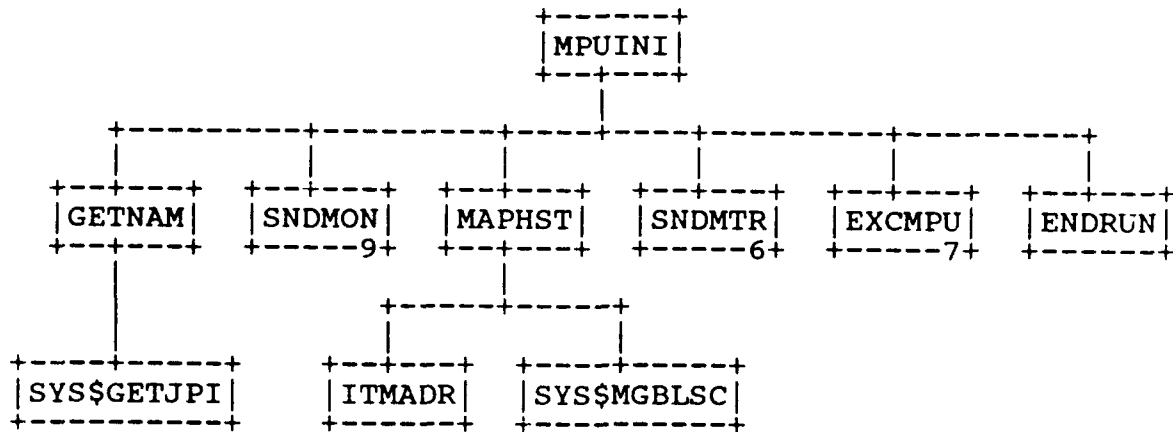 MPUINI
GETNAM SNDMON MAPHST SNDMTR EXCMPU ENDRUN
9 6 7
SYS$GETJPI ITMADR SYS$MGBLSC